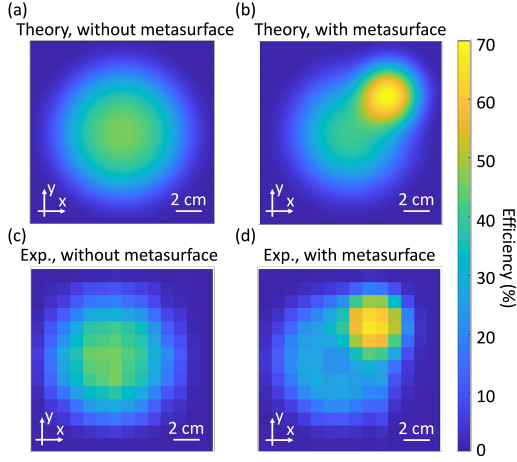 (a)
Theory, without metasurface
y
x
2 cm
(b)
Theory, with metasurface
y
x
2 cm
(c)
Exp., without metasurface
y
x
2 cm
(d)
Exp., with metasurface
y
x
2 cm
70
60
50
40
30
20
10
0
Efficiency (%)